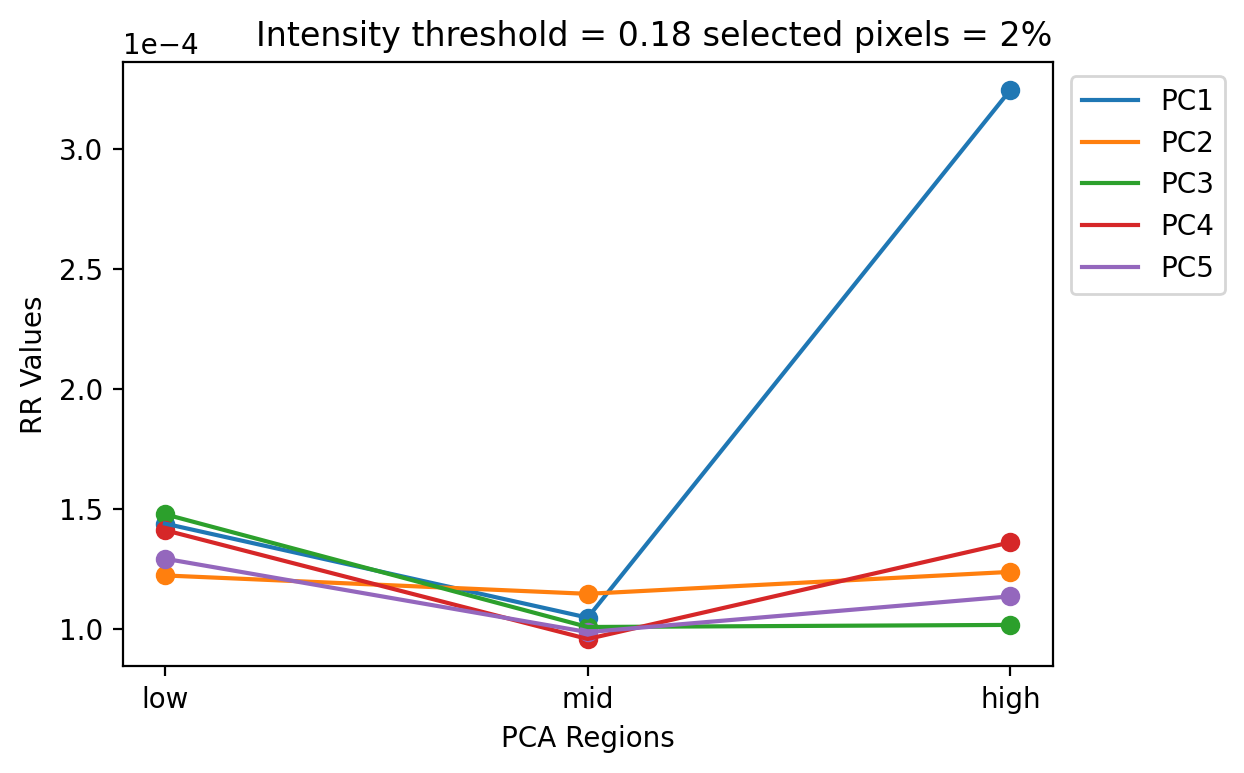 Intensity threshold = 0.18 selected pixels = 2%
1e−4
3.0
2.5
2.0
1.5
1.0
RR Values
low mid high
PCA Regions
PC1
PC2
PC3
PC4
PC5